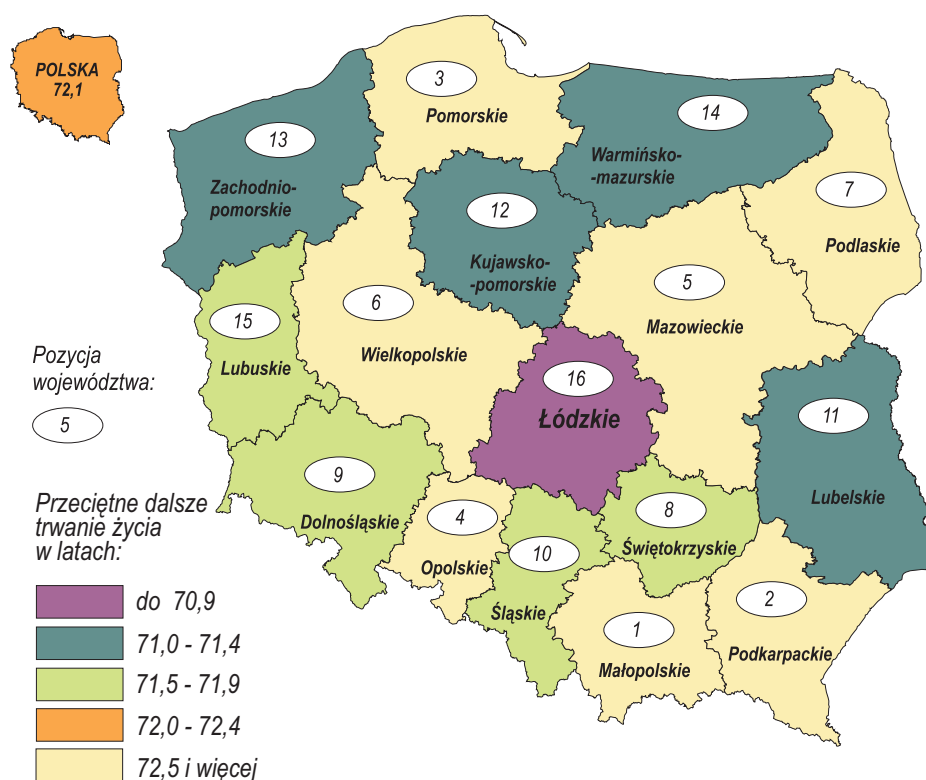 POLSKA
72,1
3
Pomorskie
14
Warmińsko-
-mazurskie
13
Zachodnio-
pomorskie
7
Podlaskie
12
Kujawsko-
-pomorskie
5
Mazowieckie
6
Wielkopolskie
15
Lubuskie
16
Łódzkie
11
Lubelskie
9
Dolnośląskie
4
Opolskie
8
Świętokrzyskie
10
Śląskie
2
Podkarpackie
1
Małopolskie
Pozycja
województwa:
5
Przeciętne dalsze
trwanie życia
w latach:
do 70,9
71,0 - 71,4
71,5 - 71,9
72,0 - 72,4
72,5 i więcej